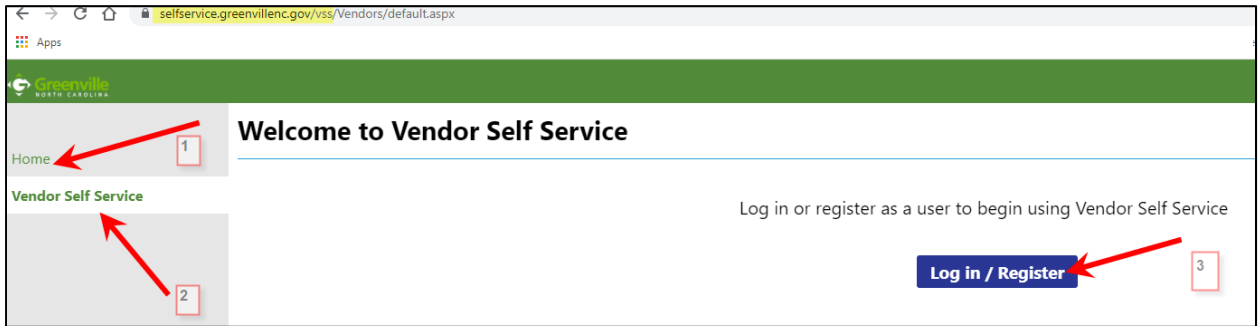 selfservice.greenvillenc.gov/vss/Vendors/default.aspx
Apps
Greenville
NORTH CAROLINA
Welcome to Vendor Self Service
1
Home
Vendor Self Service
Log in or register as a user to begin using Vendor Self Service
Log in / Register
3
2